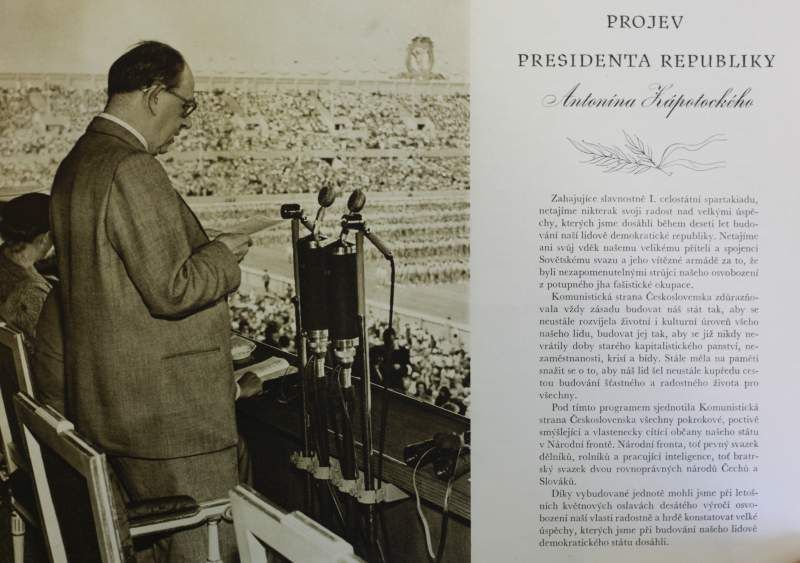 PROJEV
PRESIDENTA REPUBLIKY
Antonína Zápotockého
Zahajujíce slavnostně I. celostátní spartakiádu,
netajíme nikterak svoji radost nad velkými úspě-
chy, kterých jsme dosáhli během deseti let budo-
vání naší lidově demokratické republiky. Netajíme
ani svůj vděk našemu velikému příteli a spojenci
Sovětskému svazu a jeho vítězné armádě za to, že
byli nezapomenutelnými strůjci našeho osvobození
z potupného jha fašistické okupace.
Komunistická strana Československa zdůrazňo-
vala vždy zásadu budovat náš stát tak, aby se
neustále rozvíjela životní i kulturní úroveň všeho
našeho lidu, budovat jej tak, aby se již nikdy ne-
vrátily doby starého kapitalistického panství, ne-
zaměstnanosti, krisí a bídy. Stále měla na paměti
snažit se o to, aby náš lid šel neustále kupředu ces-
tou budování šťastného a radostného života pro
všechny.
Pod tímto programem sjednotila Komunistická
strana Československa všechny pokrokové, poctivě
smýšlející a vlastenecky cítící občany našeho státu
v Národní frontě. Národní fronta, toť pevný svazek
dělníků, rolníků a pracující inteligence, toť bratr-
ský svazek dvou rovnoprávných národů Čechů a
Slováků.
Díky vybudované jednotě mohli jsme při letoš-
ních květnových oslavách desátého výročí osvo-
bození naší vlasti radostně a hrdě konstatovat velké
úspěchy, kterých jsme při budování našeho lidově
demokratického státu dosáhli.